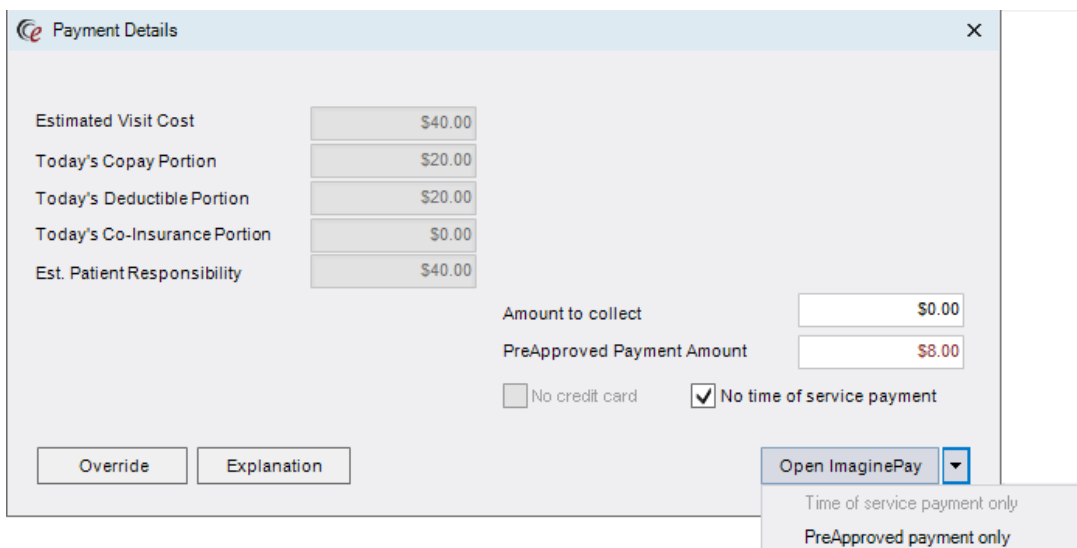 Payment Details
Estimated Visit Cost $40.00
Today's Copay Portion $20.00
Today's Deductible Portion $20.00
Today's Co-Insurance Portion $0.00
Est. Patient Responsibility $40.00
Amount to collect $0.00
PreApproved Payment Amount $8.00
No credit card No time of service payment
Override Explanation Open ImaginePay
Time of service payment only
PreApproved payment only